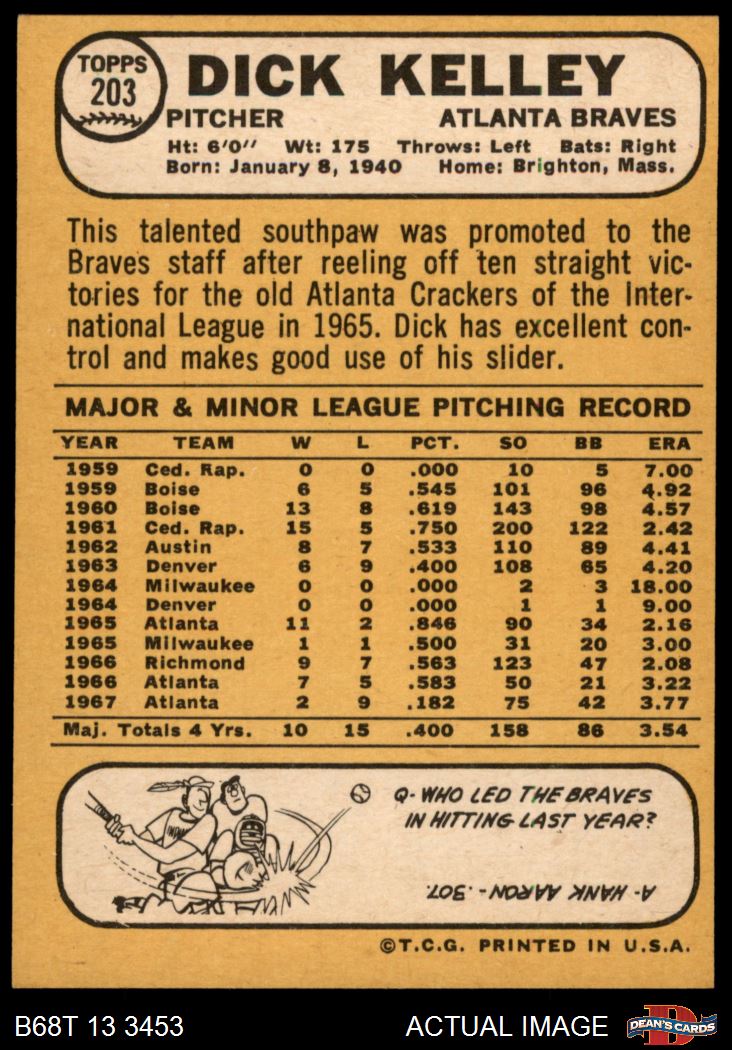 TOPPS
203
DICK KELLEY
PITCHER ATLANTA BRAVES
Ht: 6'0" Wt: 175 Throws: Left Bats: Right
Born: January 8, 1940 Home: Brighton, Mass.
This talented southpaw was promoted to the
Braves staff after reeling off ten straight vic-
tories for the old Atlanta Crackers of the Inter-
national League in 1965. Dick has excellent con-
trol and makes good use of his slider.
MAJOR & MINOR LEAGUE PITCHING RECORD
YEAR TEAM W L PCT. SO BB ERA
1959 Ced. Rap. 0 0 .000 10 5 7.00
1959 Boise 6 5 .545 101 96 4.92
1960 Boise 13 8 .619 143 98 4.57
1961 Ced. Rap. 15 5 .750 200 122 2.42
1962 Austin 8 7 .533 110 89 4.41
1963 Denver 6 9 .400 108 65 4.20
1964 Milwaukee 0 0 .000 2 3 18.00
1964 Denver 0 0 .000 1 1 9.00
1965 Atlanta 11 2 .846 90 34 2.16
1965 Milwaukee 1 1 .500 31 20 3.00
1966 Richmond 9 7 .563 123 47 2.08
1966 Atlanta 7 5 .583 50 21 3.22
1967 Atlanta 2 9 .182 75 42 3.77
Maj. Totals 4 Yrs. 10 15 .400 158 86 3.54
Q- WHO LED THE BRAVES
IN HITTING LAST YEAR?
A- HANK AARON - .307.
©T.C.G. PRINTED IN U.S.A.
B68T 13 3453 ACTUAL IMAGE DEAN'S CARDS